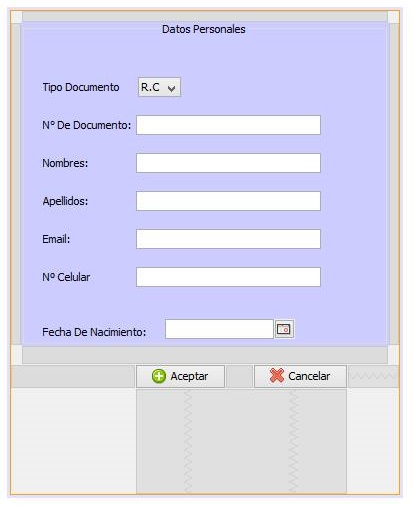 Datos Personales
Tipo Documento R.C
Nº De Documento:
Nombres:
Apellidos:
Email:
Nº Celular
Fecha De Nacimiento:
Aceptar Cancelar